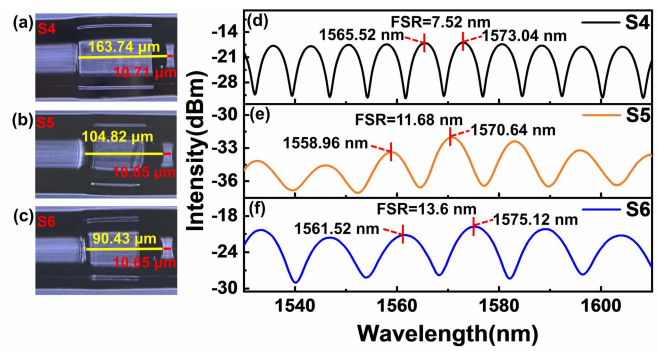 (a)
S4
163.74 μm
10.71 μm
(b)
S5
104.82 μm
10.65 μm
(c)
S6
90.43 μm
10.65 μm
Intensity(dBm)
(d)
FSR=7.52 nm
S4
1565.52 nm
1573.04 nm
-14
-21
-28
(e)
FSR=11.68 nm
S5
1558.96 nm
1570.64 nm
-30
-33
-36
(f)
FSR=13.6 nm
S6
1561.52 nm
1575.12 nm
-20
-25
-30
1540
1560
1580
1600
Wavelength(nm)